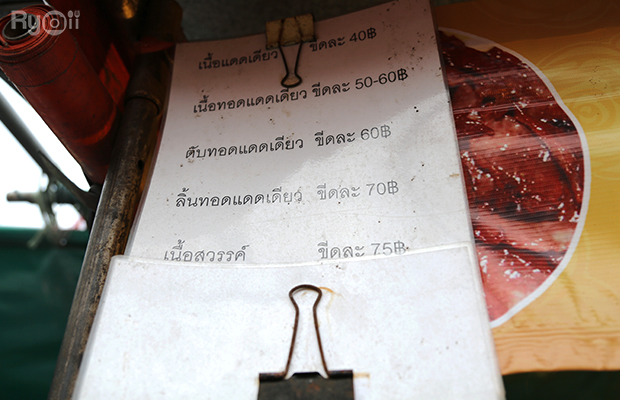 Ryoii
เนื้อแดดเดียว ขีดละ 40฿
เนื้อทอดแดดเดียว ขีดละ 50-60฿
ตับทอดแดดเดียว ขีดละ 60฿
ลิ้นทอดแดดเดียว ขีดละ 70฿
เนื้อสวรรค์ ขีดละ 75฿